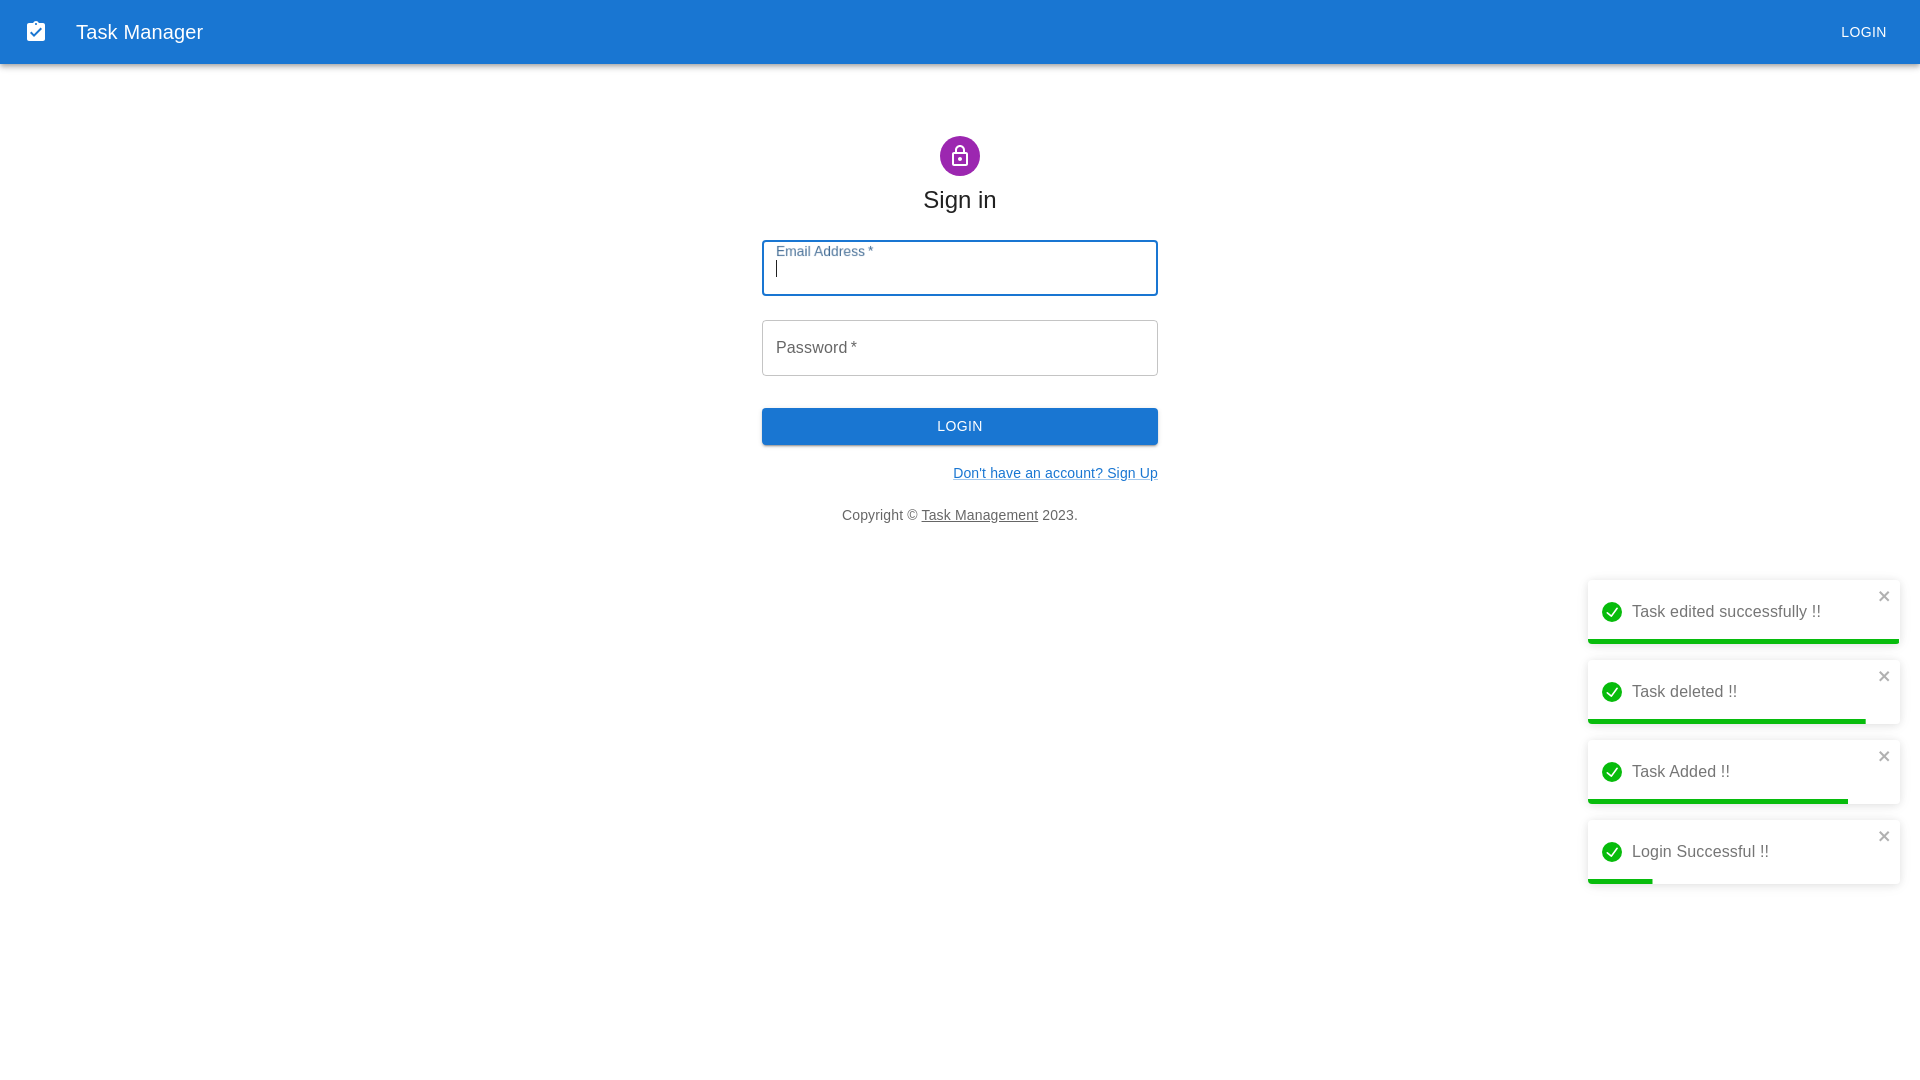 Task Manager
LOGIN
Sign in
Email Address *
Password *
LOGIN
Don't have an account? Sign Up
Copyright © Task Management 2023.
Task edited successfully !!
Task deleted !!
Task Added !!
Login Successful !!